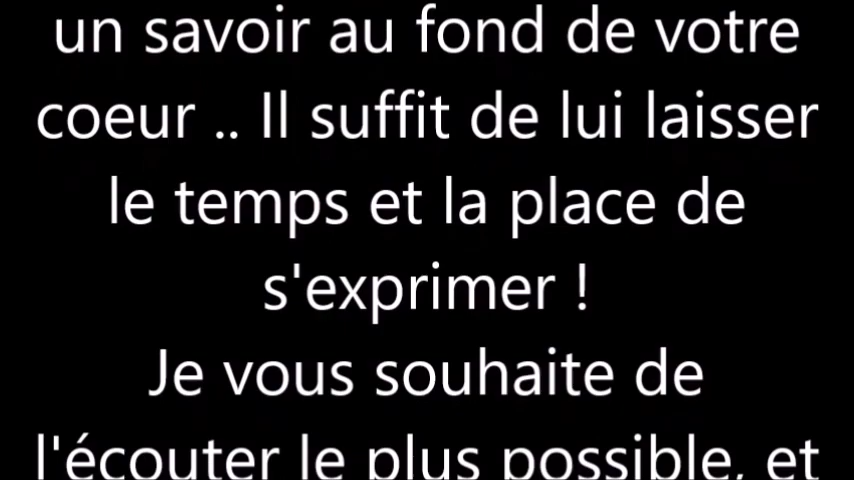 un savoir au fond de votre
coeur .. Il suffit de lui laisser
le temps et la place de
s'exprimer !
Je vous souhaite de
l'écouter le plus possible, et